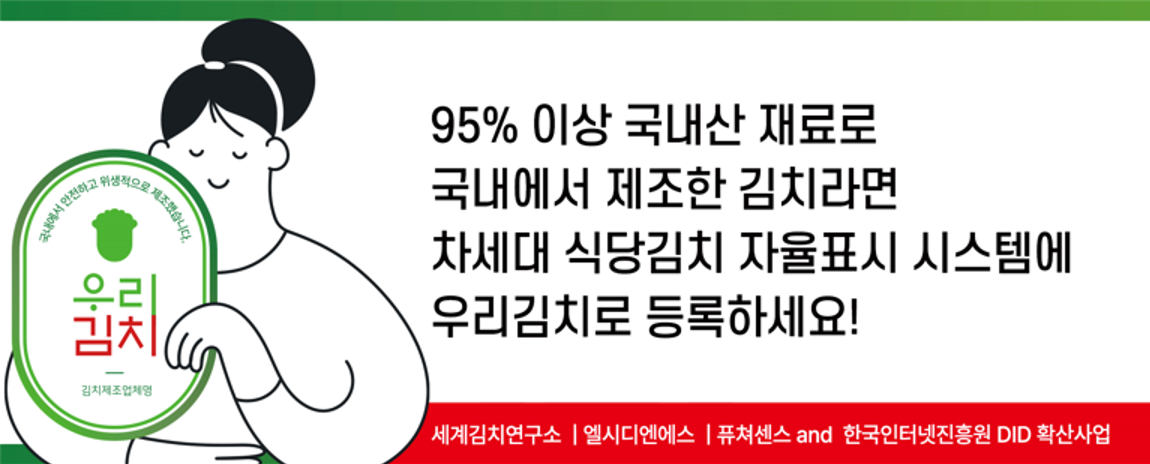 국내에서 안전하고 위생적으로 제조했습니다.
우리
김치
김치제조업체명
95% 이상 국내산 재료로
국내에서 제조한 김치라면
차세대 식당김치 자율표시 시스템에
우리김치로 등록하세요!
세계김치연구소 | 엘시디엔에스 | 퓨쳐센스 and 한국인터넷진흥원 DID 확산사업